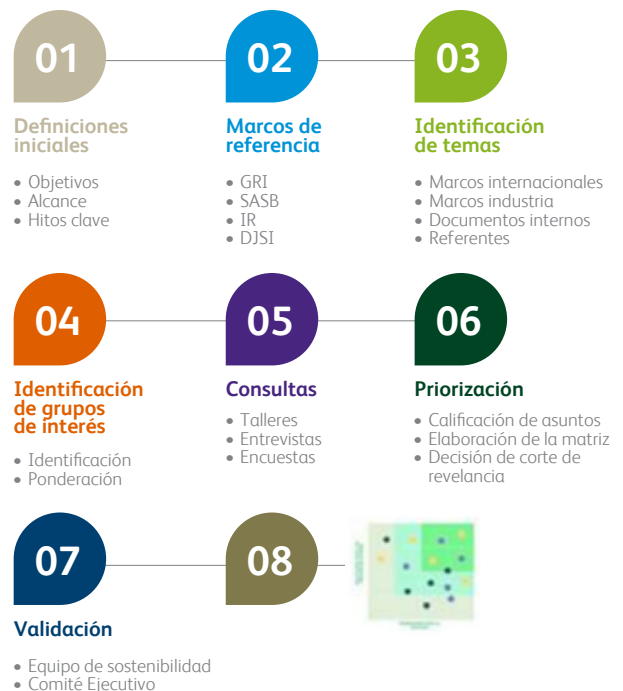 01
02
03
Definiciones
iniciales
• Objetivos
• Alcance
• Hitos clave
Marcos de
referencia
• GRI
• SASB
• IR
• DJSI
Identificación
de temas
• Marcos internacionales
• Marcos industria
• Documentos internos
• Referentes
04
05
06
Identificación
de grupos
de interés
• Identificación
• Ponderación
Consultas
• Talleres
• Entrevistas
• Encuestas
Priorización
• Calificación de asuntos
• Elaboración de la matriz
• Decisión de corte de
revelancia
07
08
Validación
• Equipo de sostenibilidad
• Comité Ejecutivo